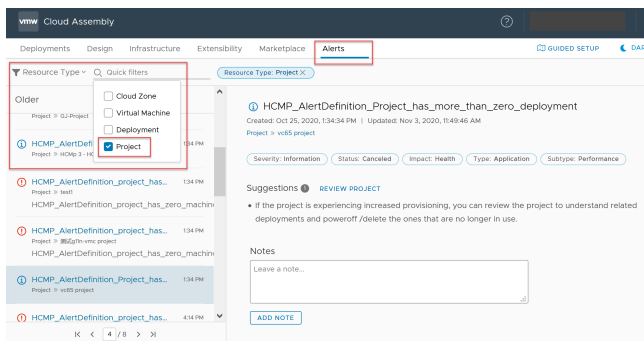 vmw Cloud Assembly
Deployments Design Infrastructure Extensibility Marketplace Alerts GUIDED SETUP DAR
Resource Type Quick filters
Resource Type: Project
Cloud Zone
Virtual Machine
Deployment
Project
Older
Project » GJ-Project
HCMP_AlertDefi 1:34 PM
Project » HCMp 3 - HC
HCMP_AlertDefinition_project_has... 1:34 PM
Project » test1
HCMP_AlertDefinition_project_has_zero_machin
HCMP_AlertDefinition_project_has... 1:34 PM
HCMP_AlertDefinition_project_has_zero_machin
HCMP_AlertDefinition_Project_has... 1:34 PM
Project » vc65 project
HCMP_AlertDefinition_project_has... 4:14 PM
4 / 8
HCMP_AlertDefinition_Project_has_more_than_zero_deployment
Created: Oct 25, 2020, 1:34:34 PM | Updated: Nov 3, 2020, 11:49:46 AM
Project » vc65 project
Severity: Information Status: Canceled Impact: Health Type: Application Subtype: Performance
Suggestions REVIEW PROJECT
• If the project is experiencing increased provisioning, you can review the project to understand related
deployments and poweroff /delete the ones that are no longer in use.
Notes
Leave a note...
ADD NOTE